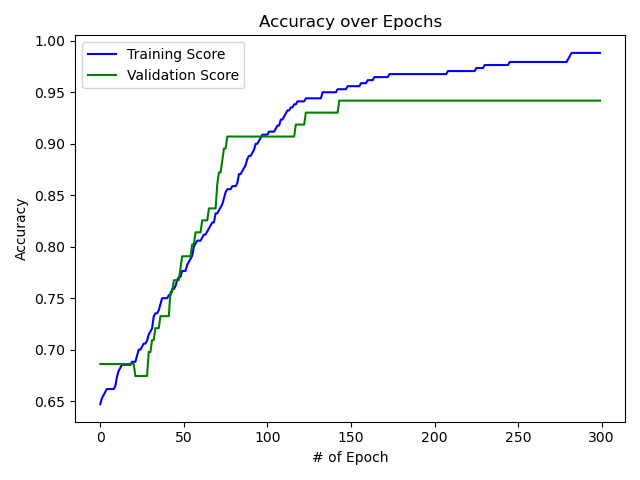 Accuracy over Epochs
Training Score
Validation Score
1.00
0.95
0.90
0.85
0.80
0.75
0.70
0.65
Accuracy
0 50 100 150 200 250 300
# of Epoch